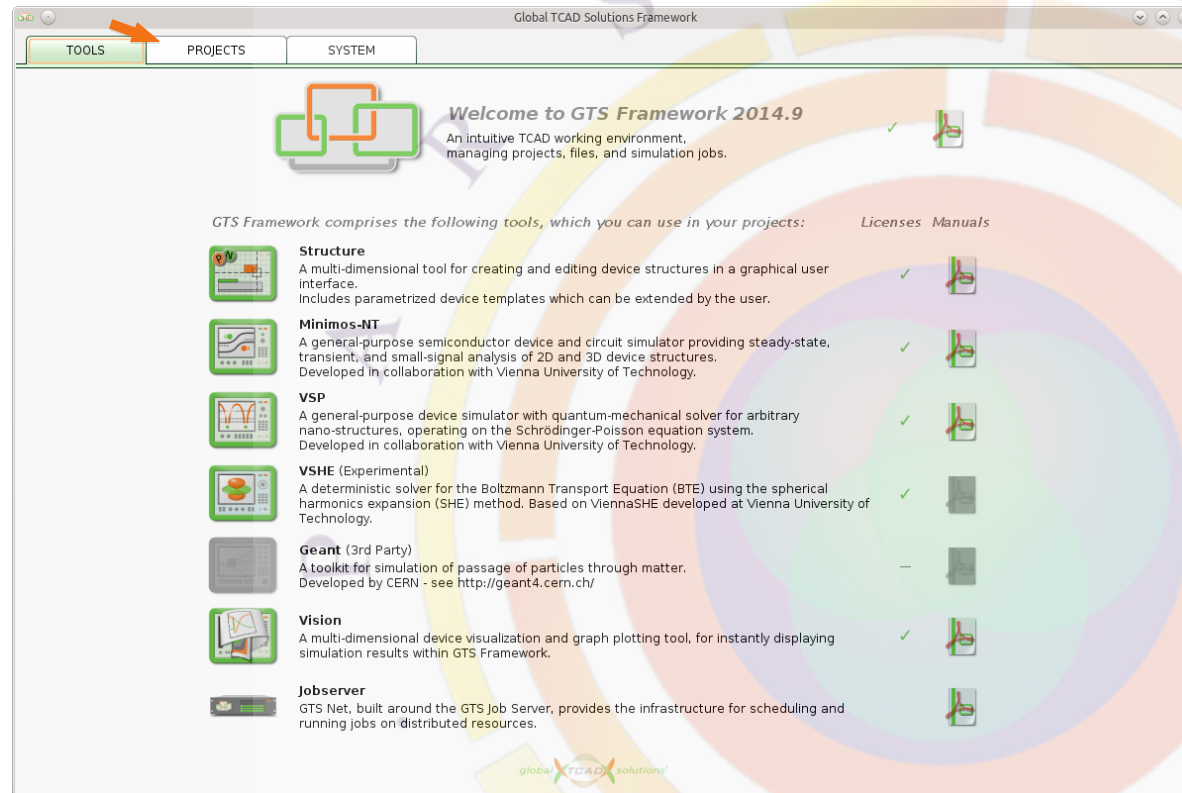 Global TCAD Solutions Framework
TOOLS
PROJECTS
SYSTEM
Welcome to GTS Framework 2014.9
An intuitive TCAD working environment,
managing projects, files, and simulation jobs.
GTS Framework comprises the following tools, which you can use in your projects:
Licenses Manuals
Structure
A multi-dimensional tool for creating and editing device structures in a graphical user
interface.
Includes parametrized device templates which can be extended by the user.
Minimos-NT
A general-purpose semiconductor device and circuit simulator providing steady-state,
transient, and small-signal analysis of 2D and 3D device structures.
Developed in collaboration with Vienna University of Technology.
VSP
A general-purpose device simulator with quantum-mechanical solver for arbitrary
nano-structures, operating on the Schrödinger-Poisson equation system.
Developed in collaboration with Vienna University of Technology.
VSHE (Experimental)
A deterministic solver for the Boltzmann Transport Equation (BTE) using the spherical
harmonics expansion (SHE) method. Based on ViennaSHE developed at Vienna University of
Technology.
Geant (3rd Party)
A toolkit for simulation of passage of particles through matter.
Developed by CERN - see http://geant4.cern.ch/
Vision
A multi-dimensional device visualization and graph plotting tool, for instantly displaying
simulation results within GTS Framework.
Jobserver
GTS Net, built around the GTS Job Server, provides the infrastructure for scheduling and
running jobs on distributed resources.
global TCAD solutions